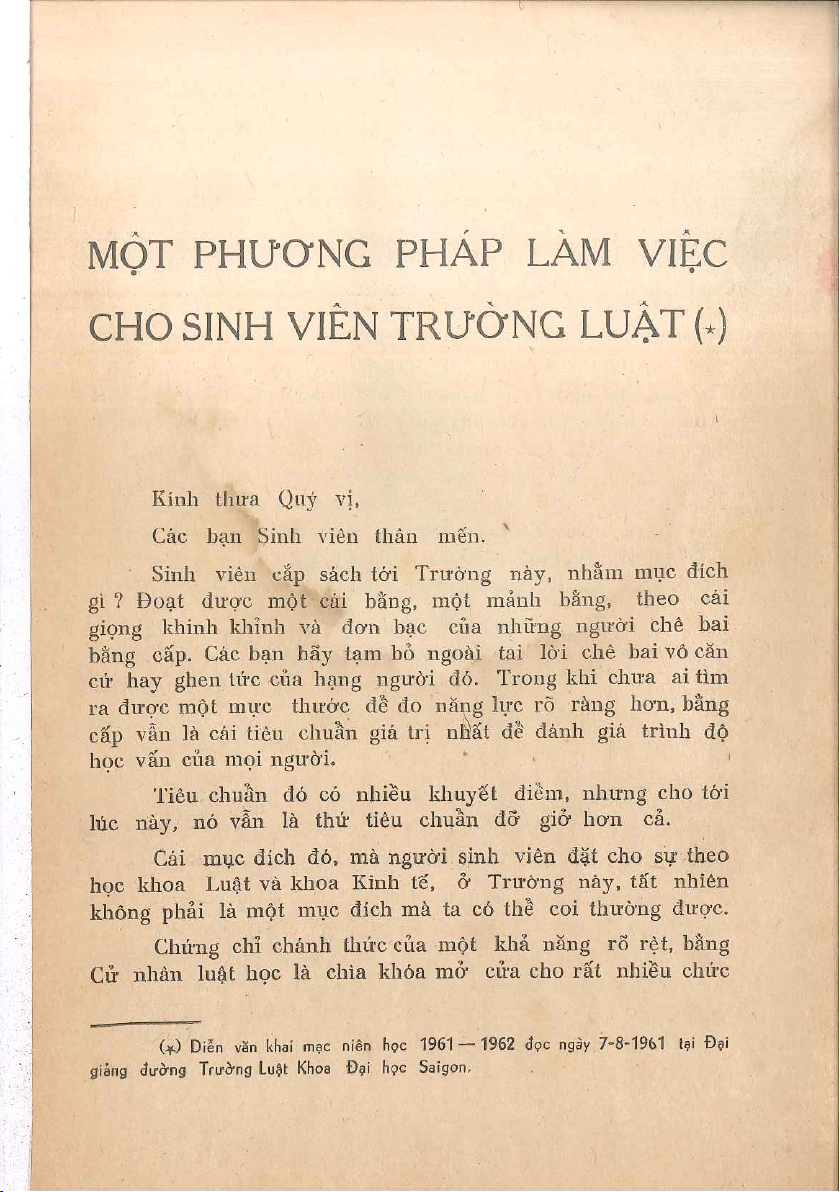 MỘT PHƯƠNG PHÁP LÀM VIỆC
CHO SINH VIÊN TRƯỜNG LUẬT (*)
Kính thưa Quý vị,
Các bạn Sinh viên thân mến.
Sinh viên cắp sách tới Trường này, nhằm mục đích
gì ? Đoạt được một cái bằng, một mảnh bằng, theo cái
giọng khinh khỉnh và đơn bạc của những người chê bai
bằng cấp. Các bạn hãy tạm bỏ ngoài tai lời chê bai vô căn
cứ hay ghen tức của hạng người đó. Trong khi chưa ai tìm
ra được một mực thước để đo năng lực rõ ràng hơn, bằng
cấp vẫn là cái tiêu chuẩn giá trị nhất để đánh giá trình độ
học vấn của mọi người.
Tiêu chuẩn đó có nhiều khuyết điểm, nhưng cho tới
lúc này, nó vẫn là thứ tiêu chuẩn đỡ giở hơn cả.
Cái mục đích đó, mà người sinh viên đặt cho sự theo
học khoa Luật và khoa Kinh tế, ở Trường này, tất nhiên
không phải là một mục đích mà ta có thể coi thường được.
Chứng chỉ chánh thức của một khả năng rõ rệt, bằng
Cử nhân luật học là chìa khóa mở cửa cho rất nhiều chức
(*) Diễn văn khai mạc niên học 1961 — 1962 đọc ngày 7-8-1961 tại Đại
giảng đường Trường Luật Khoa Đại học Saigon.